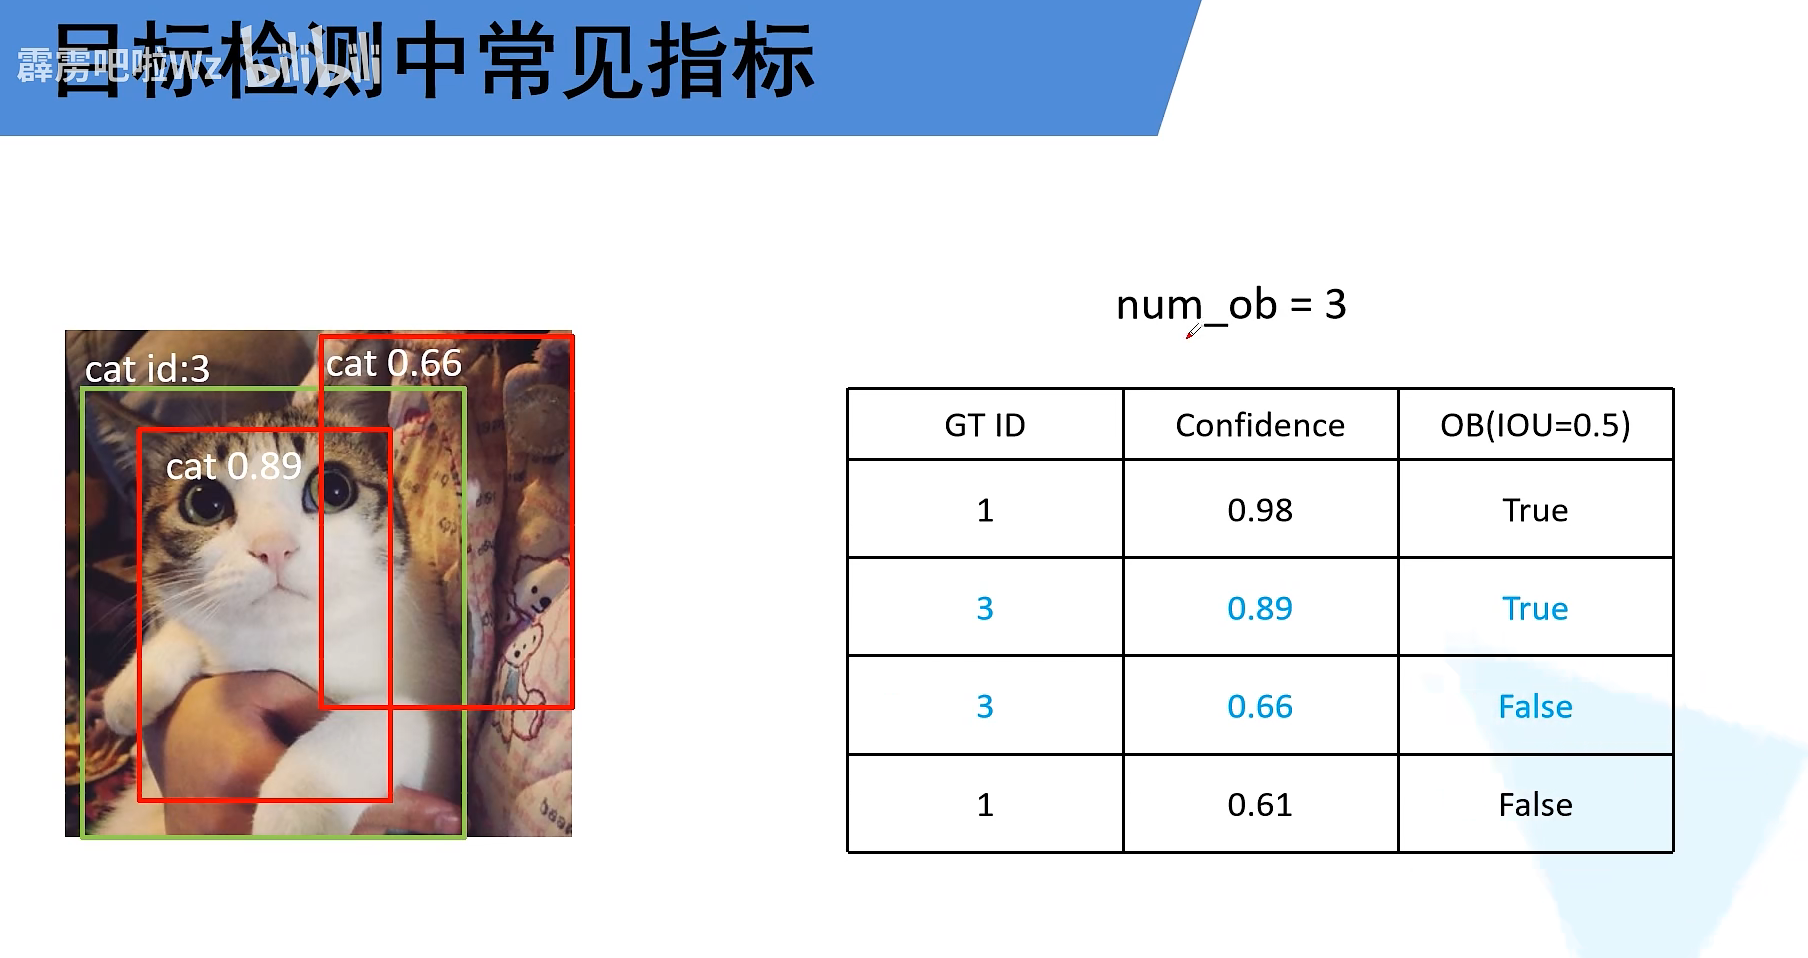 目标检测中常见指标
霹雳吧啦Wz bilibili
num_ob = 3
cat id:3
cat 0.66
cat 0.89
GT ID Confidence OB(IOU=0.5)
1 0.98 True
3 0.89 True
3 0.66 False
1 0.61 False